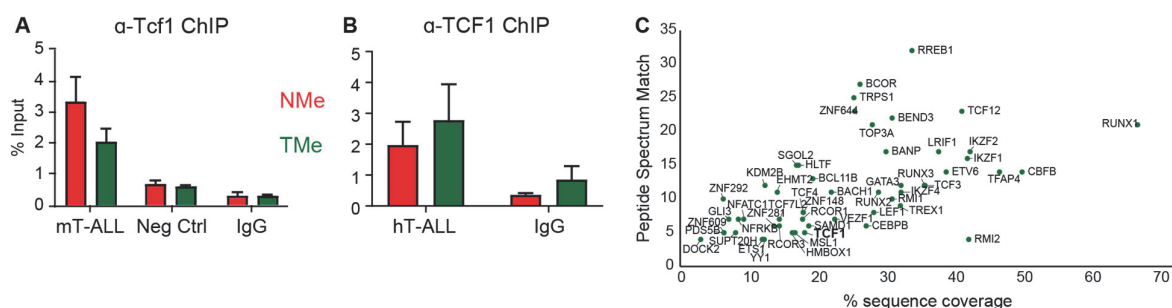 A
α-Tcf1 ChIP
% Input
5
4
3
2
1
0
mT-ALL
Neg Ctrl
IgG
NMe
TMe
B
α-TCF1 ChIP
5
4
3
2
1
0
hT-ALL
IgG
C
Peptide Spectrum Match
35
30
25
20
15
10
5
0
RREB1
BCOR
TRPS1
ZNF644
TCF12
BEND3
RUNX1
TOP3A
LRIF1
IKZF2
BANP
IKZF1
SGOL2
HLTF
ETV6
CBFB
KDM2B
BCL11B
RUNX3
TFAP4
EHMT2
GATA3
TCF3
ZNF292
TCF4
BACH1
IKZF4
NFATC1
TCF7L2
ZNF148
RUNX2
RMI1
GLI3
ZNF281
RCOR1
LEF1
TREX1
ZNF609
VEZF1
PDS5B
NFRKB
SAMD1
CEBPB
SUPT20H
TCF1
RMI2
DOCK2
ETS1
RCOR3
MSL1
YY1
HMBOX1
0
10
20
30
40
50
60
70
% sequence coverage